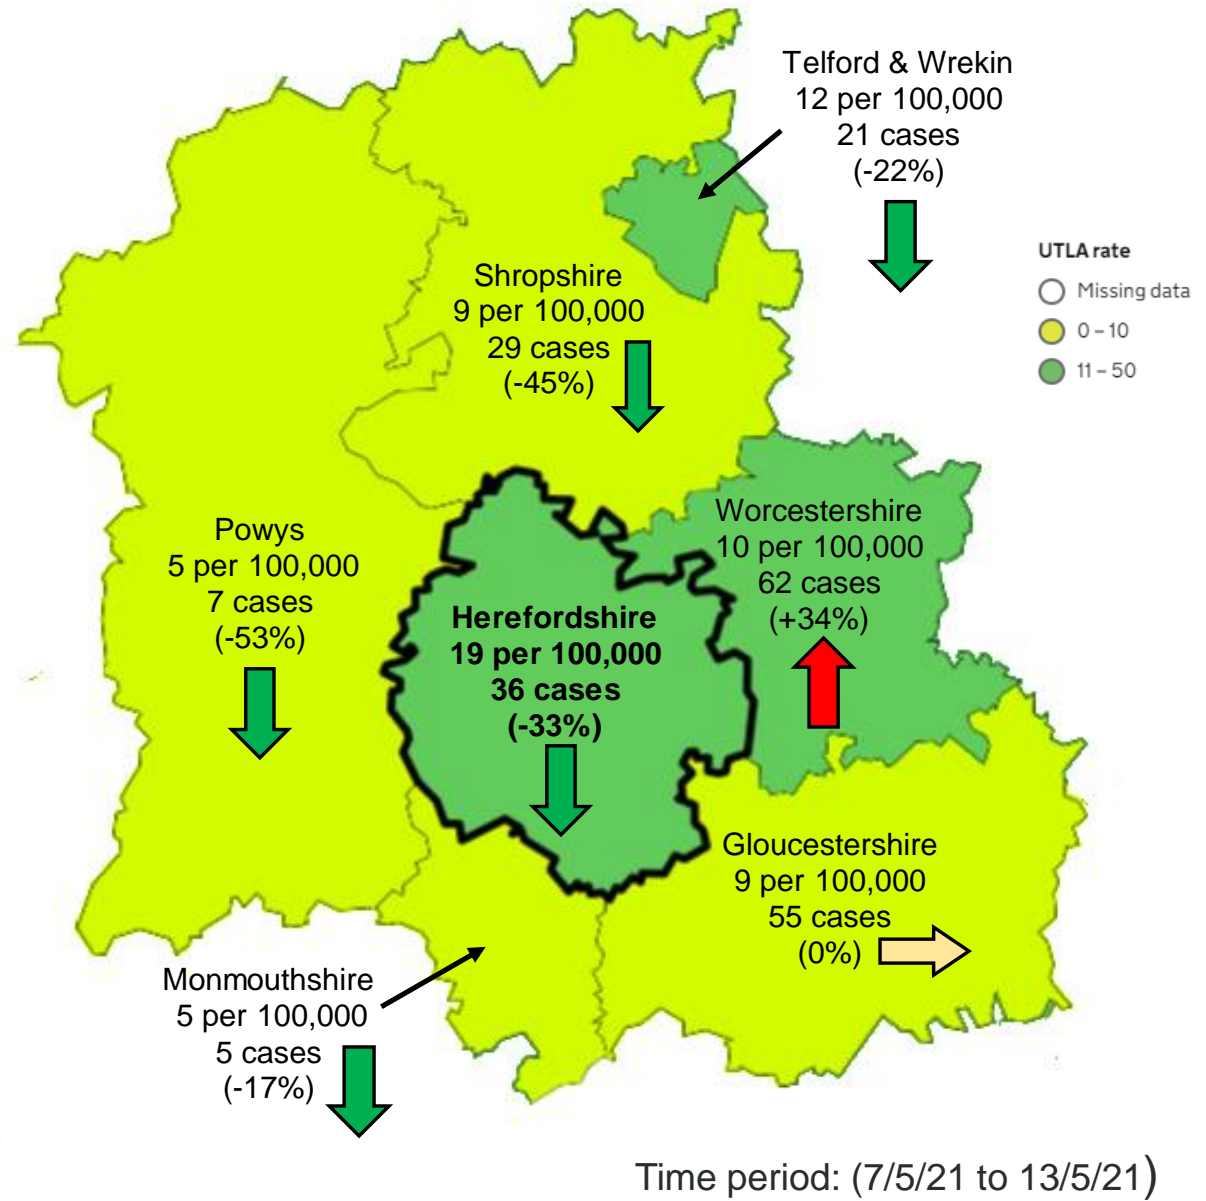 Telford & Wrekin
12 per 100,000
21 cases
(-22%)
UTLA rate
Missing data
0 – 10
11 – 50
Shropshire
9 per 100,000
29 cases
(-45%)
Worcestershire
10 per 100,000
62 cases
(+34%)
Powys
5 per 100,000
7 cases
(-53%)
Herefordshire
19 per 100,000
36 cases
(-33%)
Gloucestershire
9 per 100,000
55 cases
(0%)
Monmouthshire
5 per 100,000
5 cases
(-17%)
Time period: (7/5/21 to 13/5/21)